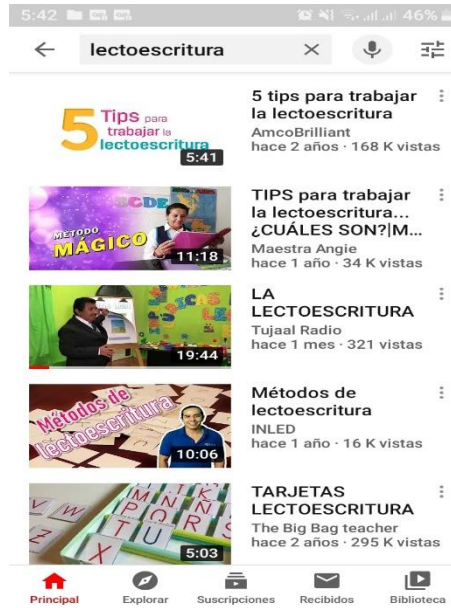 5:42
46%
lectoescritura
5 Tips para
trabajar la
lectoescritura
5:41
5 tips para trabajar
la lectoescritura
AmcoBrilliant
hace 2 años · 168 K vistas
BCDE
MÉTODO
MÁGICO
11:18
TIPS para trabajar
la lectoescritura...
¿CUÁLES SON?|M...
Maestra Angie
hace 1 año · 34 K vistas
19:44
LA
LECTOESCRITURA
Tujaal Radio
hace 1 mes · 321 vistas
Métodos de
lectoescritura
10:06
Métodos de
lectoescritura
INLED
hace 1 año · 16 K vistas
M N
P O R S
V W T U
X
5:03
TARJETAS
LECTOESCRITURA
The Big Bag teacher
hace 2 años · 295 K vistas
Principal
Explorar
Suscripciones
Recibidos
Biblioteca